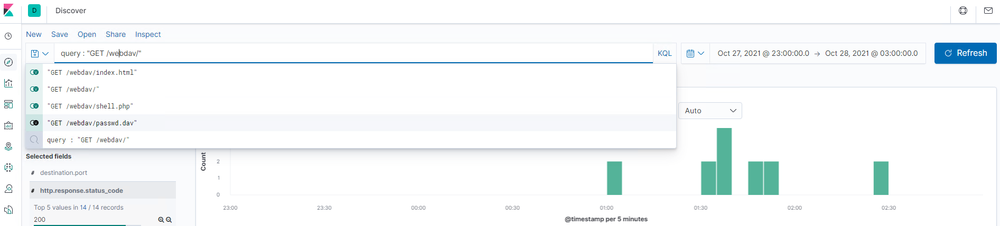 D Discover
New Save Open Share Inspect
query : "GET /webdav/" KQL Oct 27, 2021 @ 23:00:00.0 → Oct 28, 2021 @ 03:00:00.0 Refresh
"GET /webdav/index.html"
"GET /webdav/"
"GET /webdav/shell.php"
"GET /webdav/passwd.dav"
query : "GET /webdav/"
Auto
Selected fields
# destination.port
# http.response.status_code
Top 5 values in 14 / 14 records
200
Count
2
1
0
23:00 23:30 00:00 00:30 01:00 01:30 02:00 02:30
@timestamp per 5 minutes